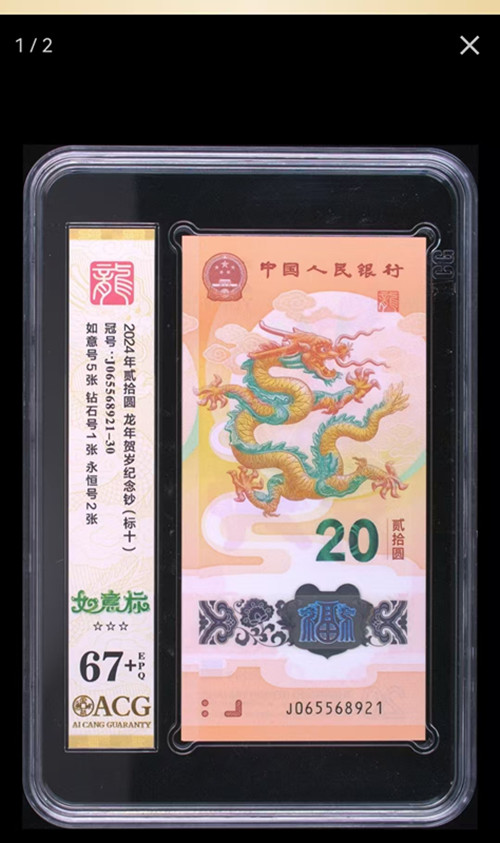 1 / 2
龍
2024年贰拾圆 龙年贺岁纪念钞(标十)
冠号:J065568921-30
如意号5张 钻石号1张 永恒号2张
如意标
☆☆☆
67+EPQ
ACG
AI CANG GUARANTY
中国人民银行
20
贰拾圆
福
J065568921
ACG